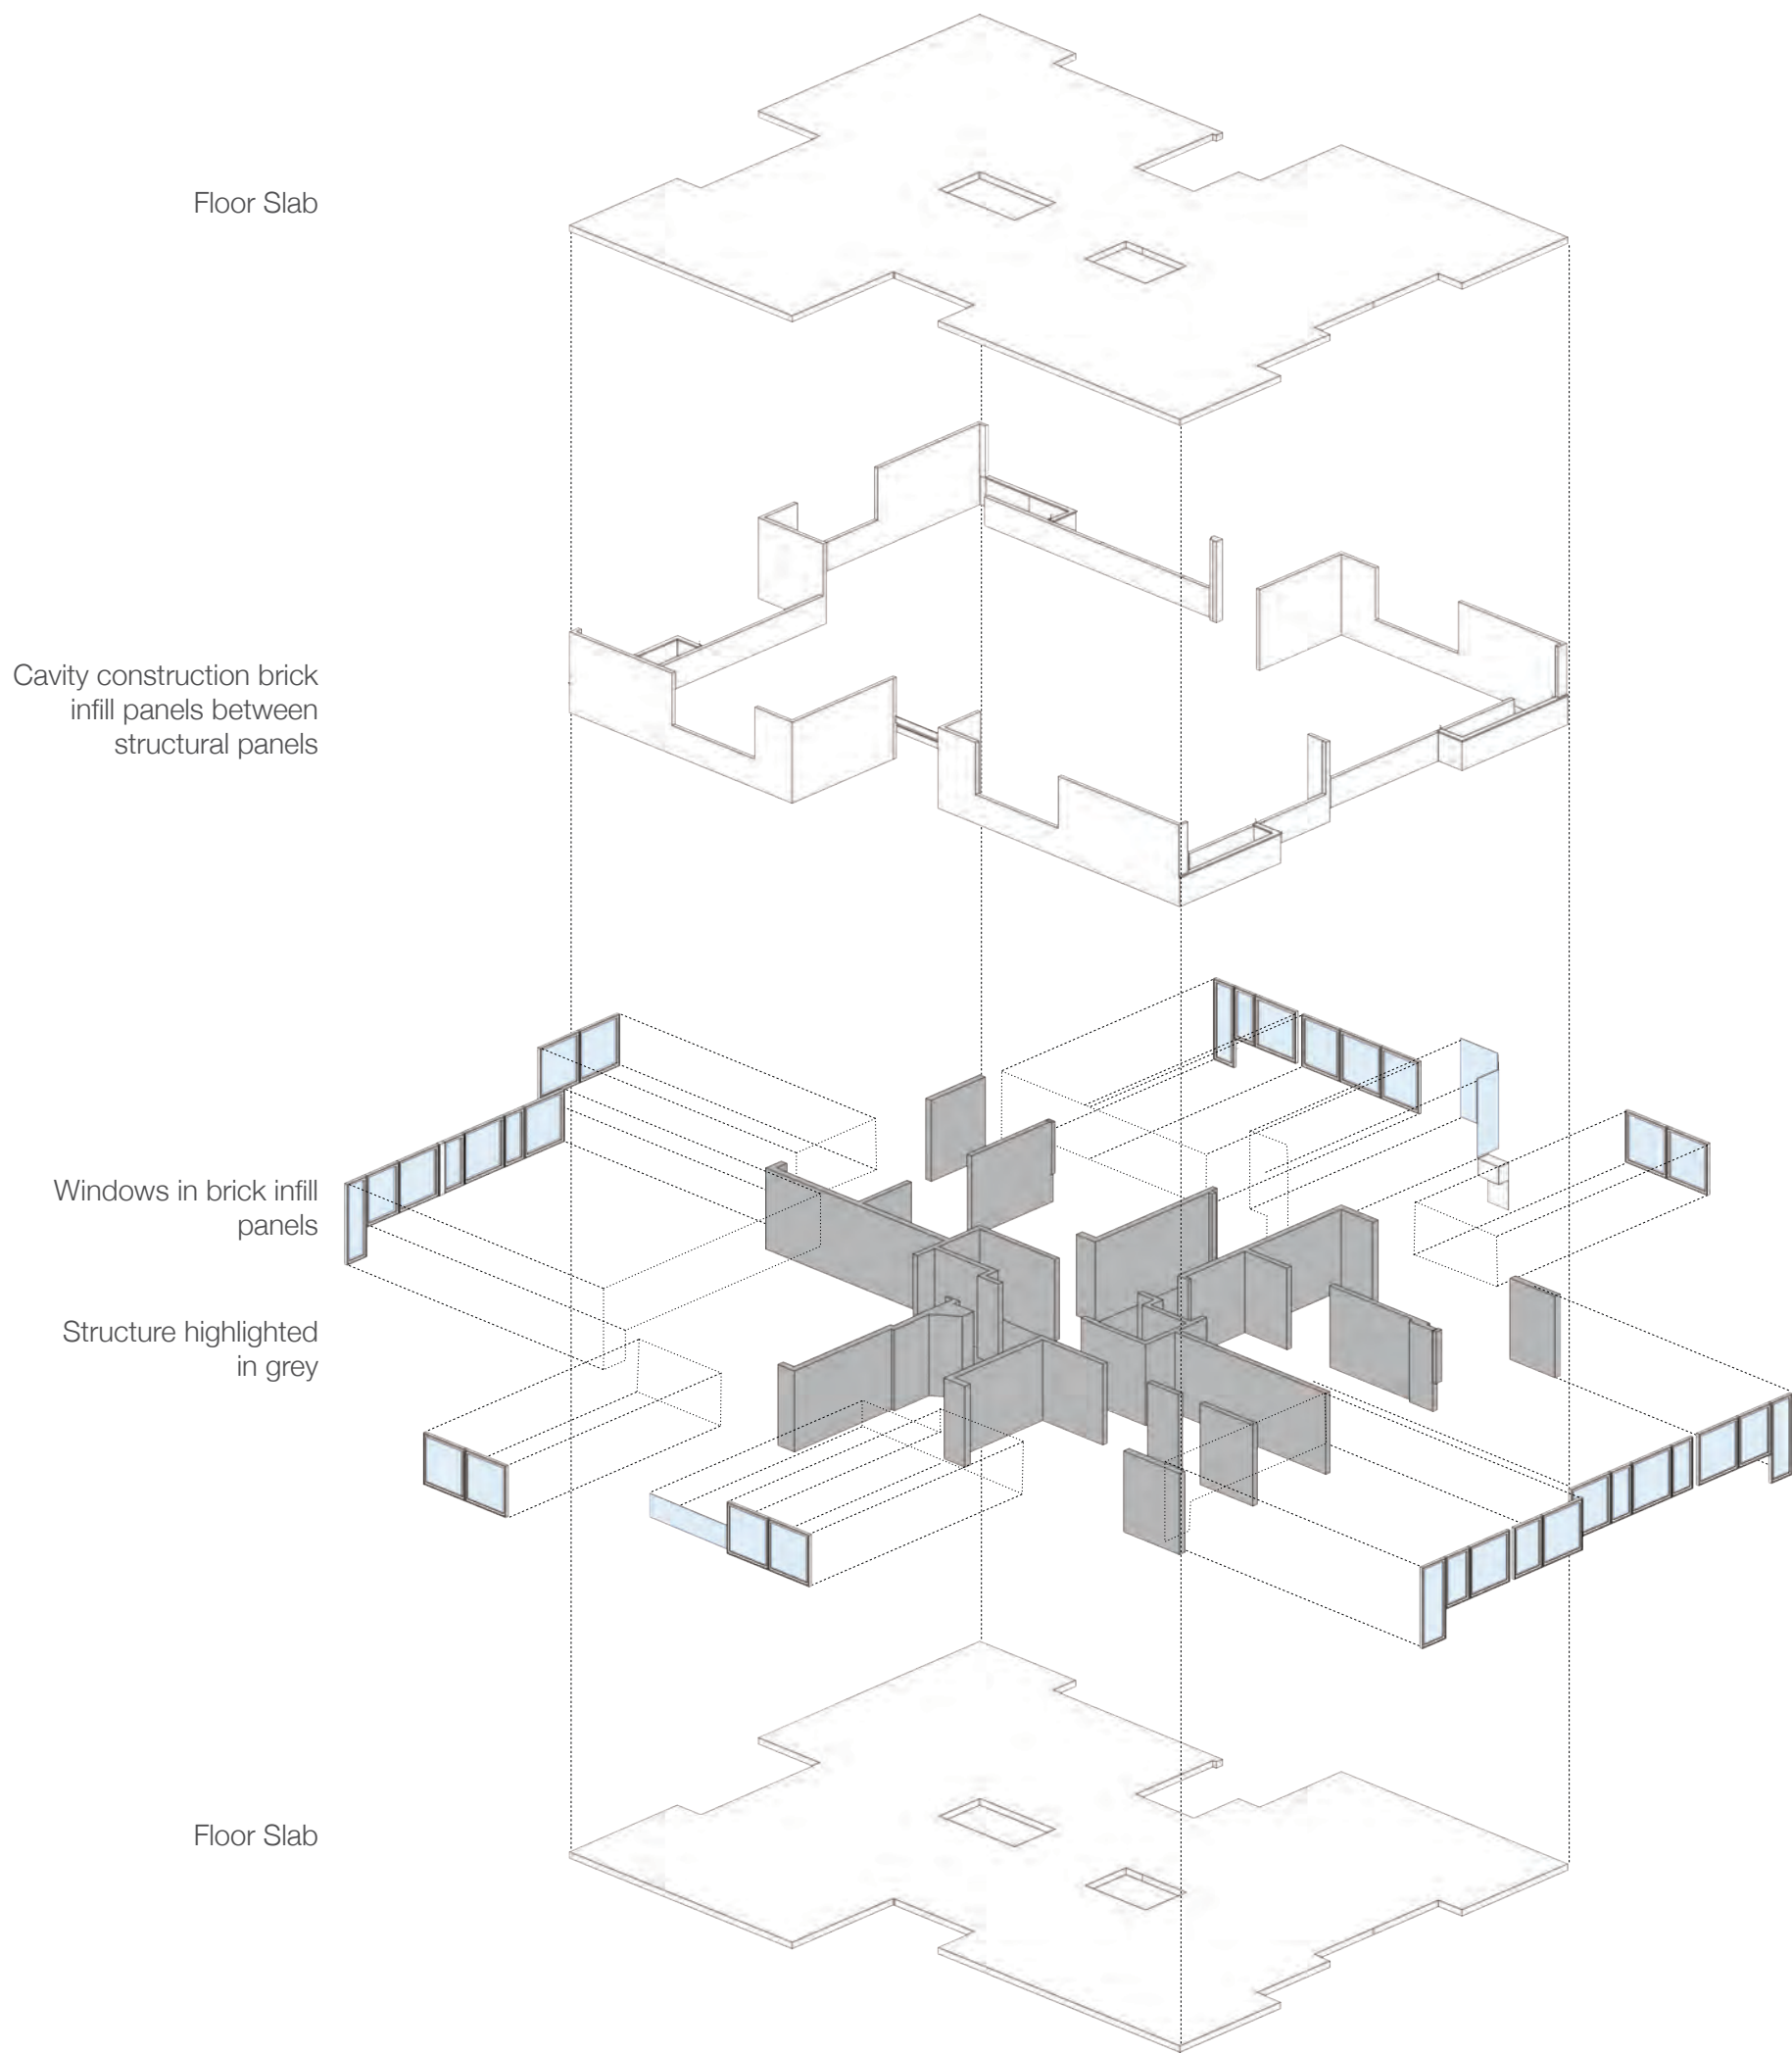 Floor Slab
Cavity construction brick
infill panels between
structural panels
Windows in brick infill
panels
Structure highlighted
in grey
Floor Slab